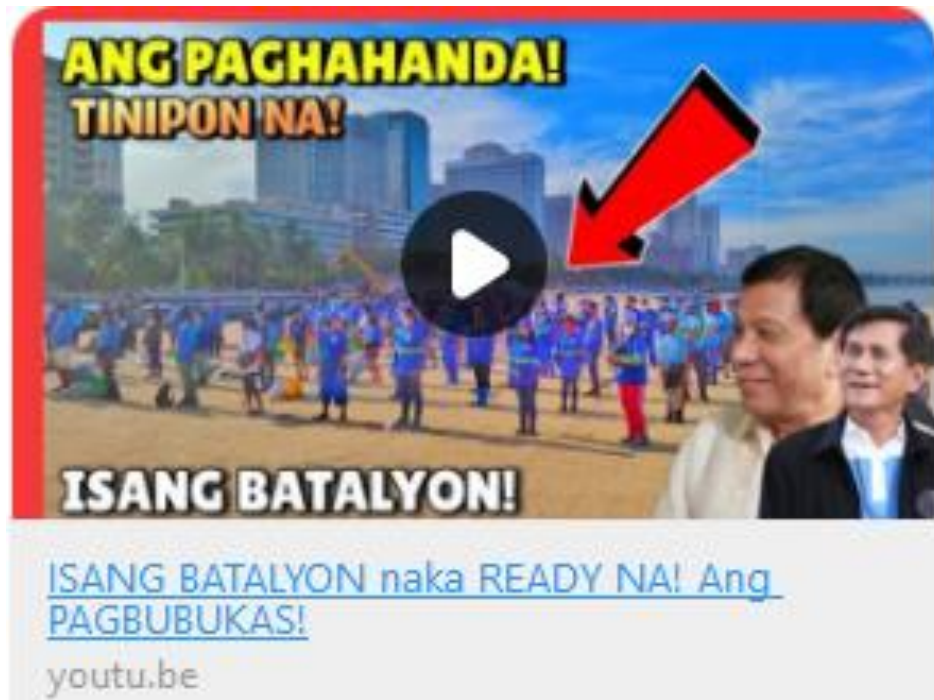 ANG PAGHAHANDA!
TINIPON NA!
ISANG BATALYON!
ISANG BATALYON naka READY NA! Ang
PAGBUBUKAS!
youtu.be